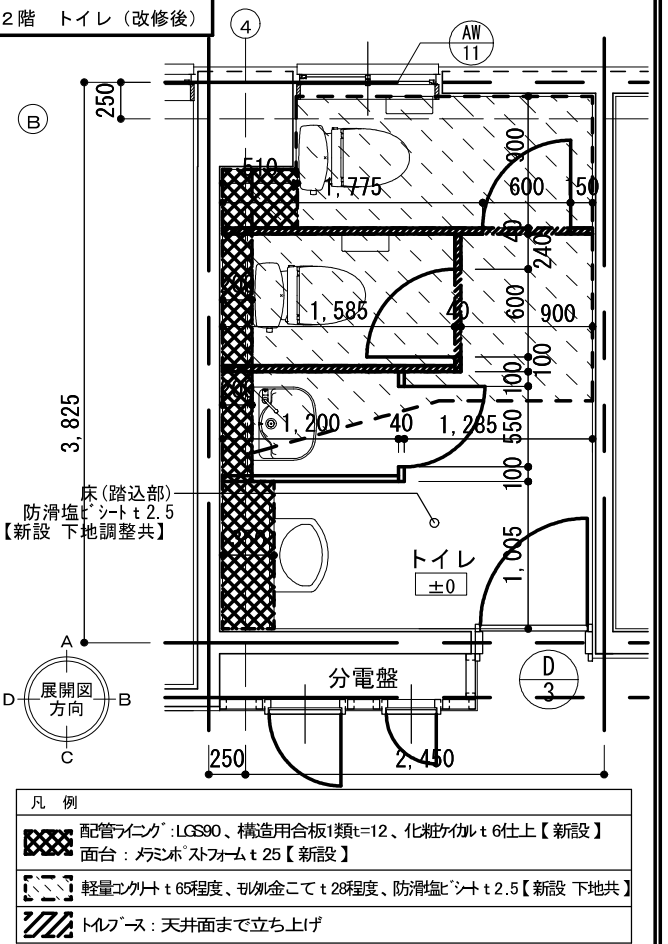 2階　トイレ（改修後）
4
AW
11
B
250
900
510
1,775
600
50
40
240
1,585
40
600
900
100
100
1,200
40
1,285
550
100
3,825
床(踏込部)
防滑塩ビシート t 2.5
【新設 下地調整共】
トイレ
±0
1,005
A
D
展開図
方向
B
C
分電盤
D
3
250
2,450
凡　例
配管ライニング：LGS90、構造用合板1類t=12、化粧ケイカル t 6仕上【 新設 】
面台：メラミンポストフォーム t 25【 新設 】
軽量コンクリート t 65程度、モルタル金こて t 28程度、防滑塩ビシート t 2.5【 新設 下地共 】
トイレブース：天井面まで立ち上げ